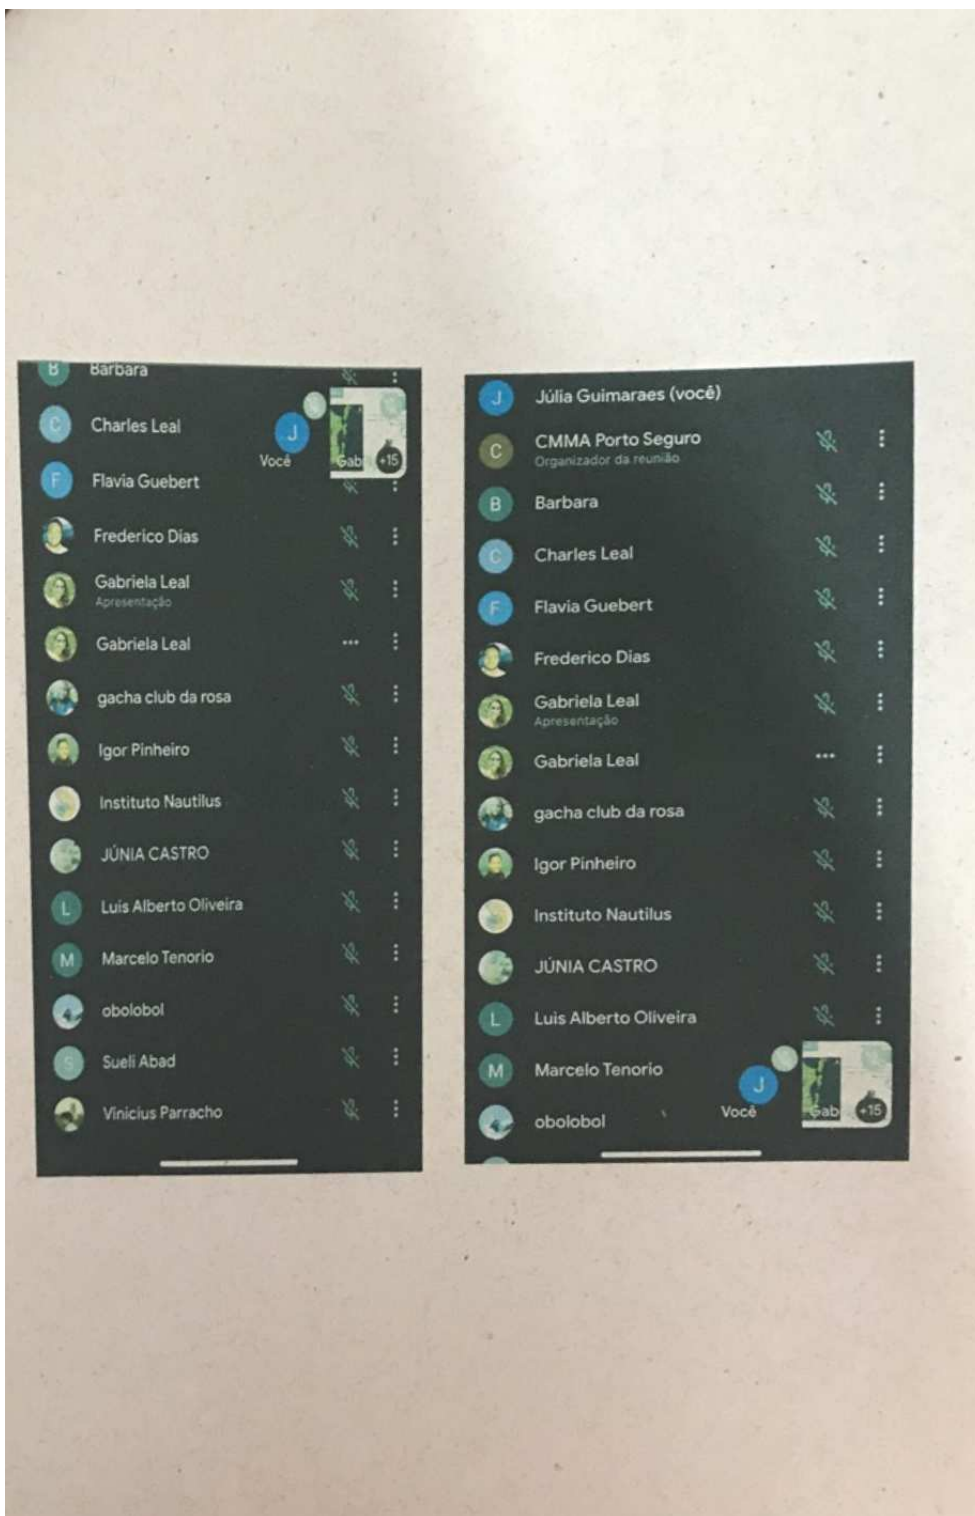 B Barbara
C Charles Leal
J
Você
Gab
+15
F Flavia Guebert
Frederico Dias
Gabriela Leal
Apresentação
Gabriela Leal
gacha club da rosa
Igor Pinheiro
Instituto Nautilus
JÚNIA CASTRO
L Luis Alberto Oliveira
M Marcelo Tenorio
obolobol
S Sueli Abad
Vinicius Parracho
J Júlia Guimaraes (você)
C CMMA Porto Seguro
Organizador da reunião
B Barbara
C Charles Leal
F Flavia Guebert
Frederico Dias
Gabriela Leal
Apresentação
Gabriela Leal
gacha club da rosa
Igor Pinheiro
Instituto Nautilus
JÚNIA CASTRO
L Luis Alberto Oliveira
M Marcelo Tenorio
J
Você
Gab
+15
obolobol